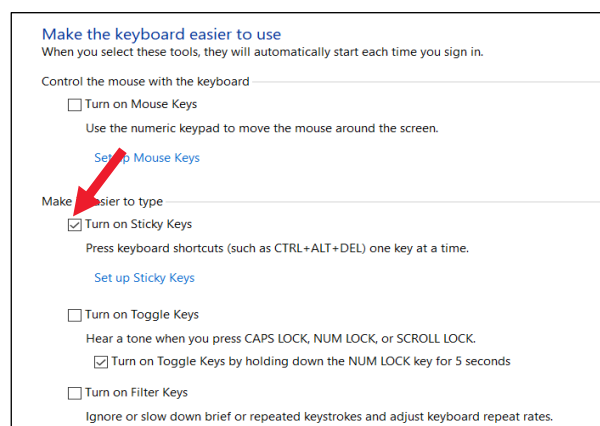 Make the keyboard easier to use
When you select these tools, they will automatically start each time you sign in.
Control the mouse with the keyboard
Turn on Mouse Keys
Use the numeric keypad to move the mouse around the screen.
Set up Mouse Keys
Make easier to type
Turn on Sticky Keys
Press keyboard shortcuts (such as CTRL+ALT+DEL) one key at a time.
Set up Sticky Keys
Turn on Toggle Keys
Hear a tone when you press CAPS LOCK, NUM LOCK, or SCROLL LOCK.
Turn on Toggle Keys by holding down the NUM LOCK key for 5 seconds
Turn on Filter Keys
Ignore or slow down brief or repeated keystrokes and adjust keyboard repeat rates.